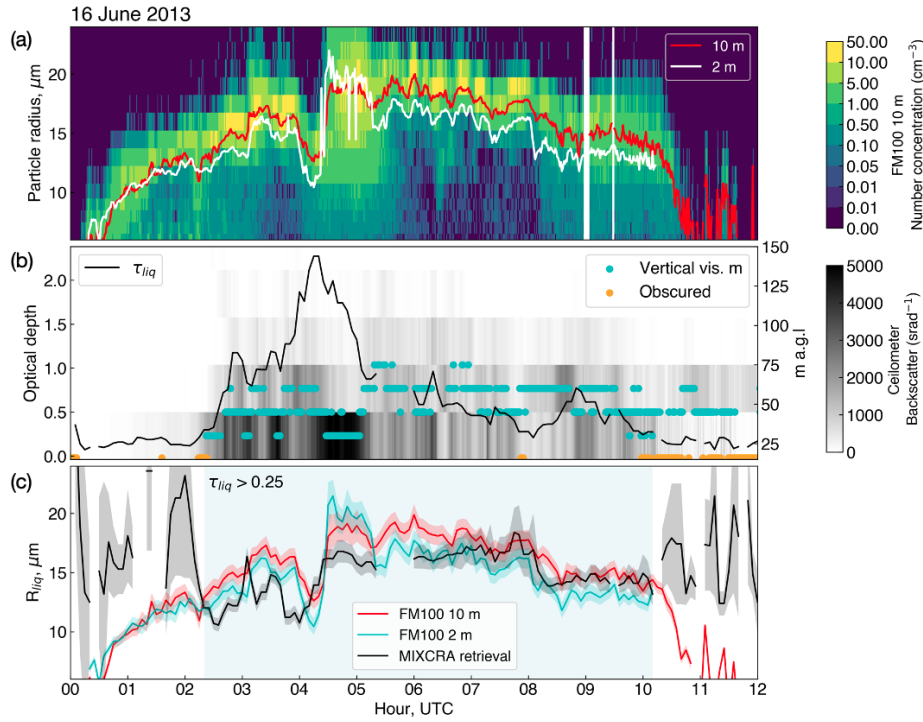 16 June 2013
(a)
10 m
2 m
Particle radius, μm
20
15
10
50.00
10.00
5.00
1.00
0.50
0.10
0.05
0.01
0.01
0.00
FM100 10 m
Number concentration (cm⁻³)
(b)
τliq
Vertical vis. m
Obscured
Optical depth
2.0
1.5
1.0
0.5
0.0
150
125
100
75
50
25
m a.g.l
5000
4000
3000
2000
1000
0
Ceilometer
Backscatter (srad⁻¹)
(c)
τliq > 0.25
Rliq, μm
20
15
10
FM100 10 m
FM100 2 m
MIXCRA retrieval
00 01 02 03 04 05 06 07 08 09 10 11 12
Hour, UTC